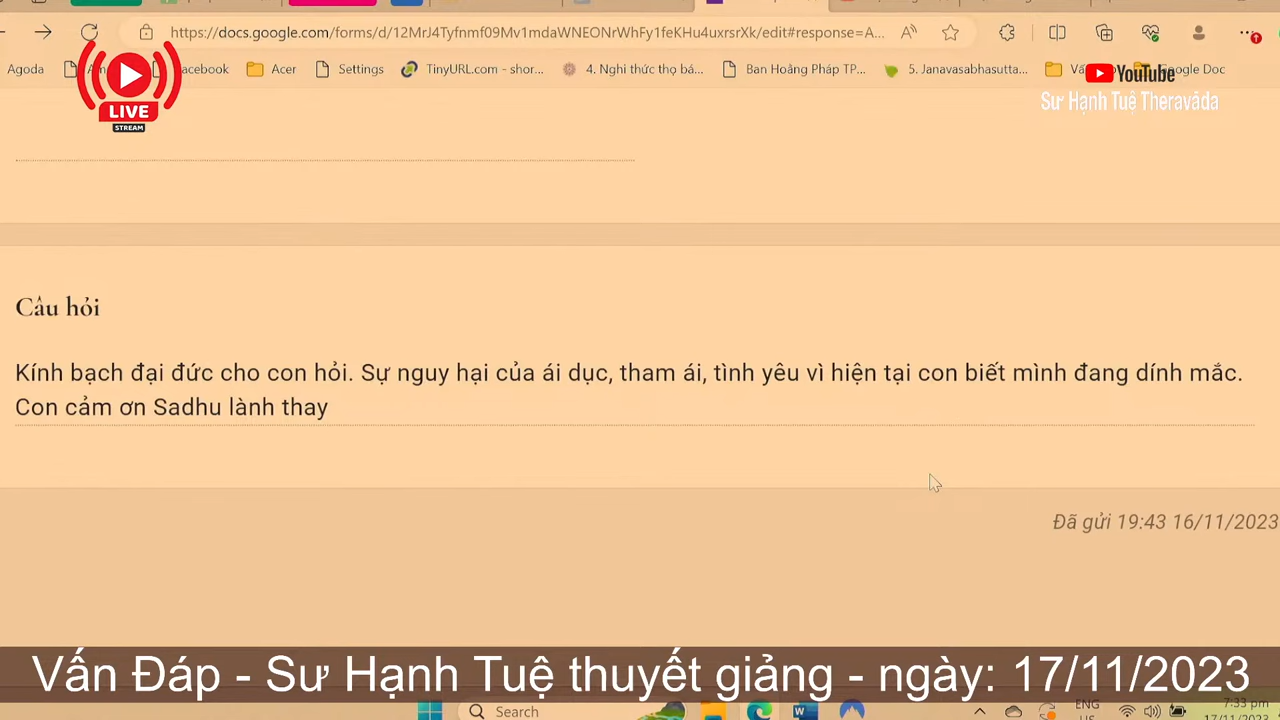 https://docs.google.com/forms/d/12MrJ4Tyfnmf09Mv1mdaWNEONrWhFy1feKHu4uxrsrXk/edit#response=A...
Agoda
acebook
Acer
Settings
TinyURL.com - shor...
4. Nghi thức thọ bá...
Ban Hoằng Pháp TP...
5. Janavasabhasutta...
Google Doc
LIVE
STREAM
YouTube
Sư Hạnh Tuệ Theravāda
Câu hỏi
Kính bạch đại đức cho con hỏi. Sự nguy hại của ái dục, tham ái, tình yêu vì hiện tại con biết mình đang dính mắc.
Con cảm ơn Sadhu lành thay
Đã gửi 19:43 16/11/2023
Vấn Đáp - Sư Hạnh Tuệ thuyết giảng - ngày: 17/11/2023
Search
ENG
7:33 pm